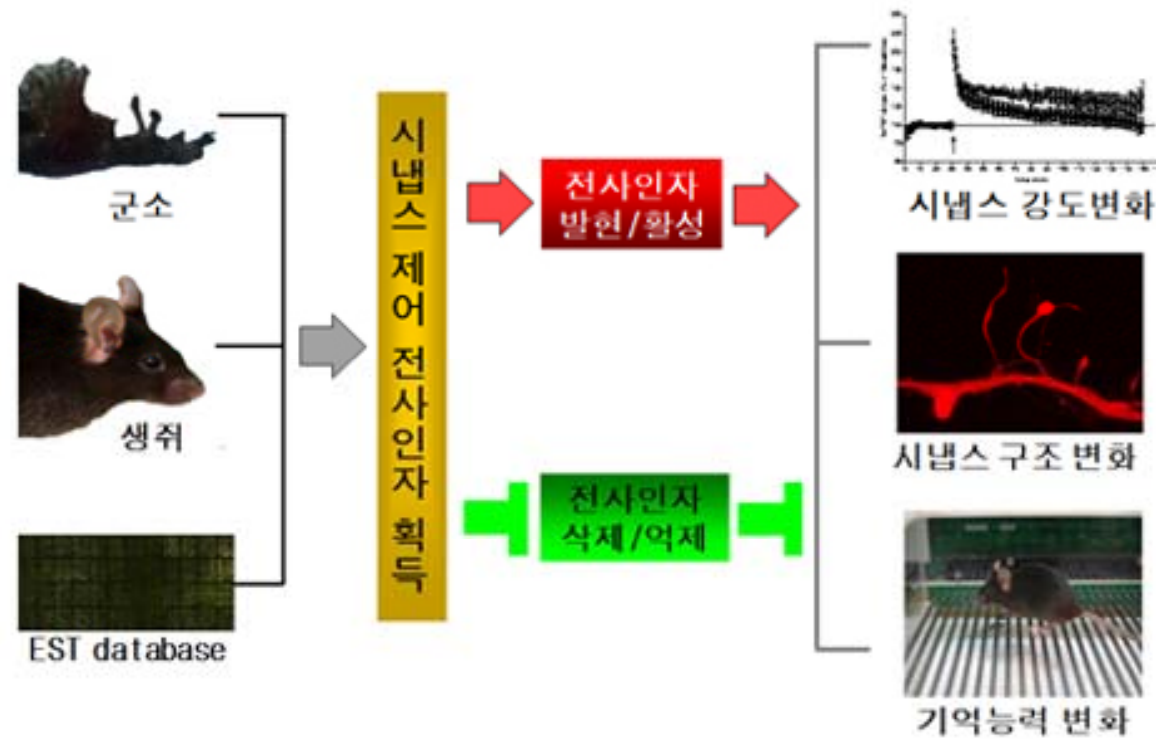 군소
생쥐
EST database
시냅스 제어 전사인자 획득
전사인자
발현/활성
전사인자
삭제/억제
시냅스 강도변화
시냅스 구조 변화
기억능력 변화